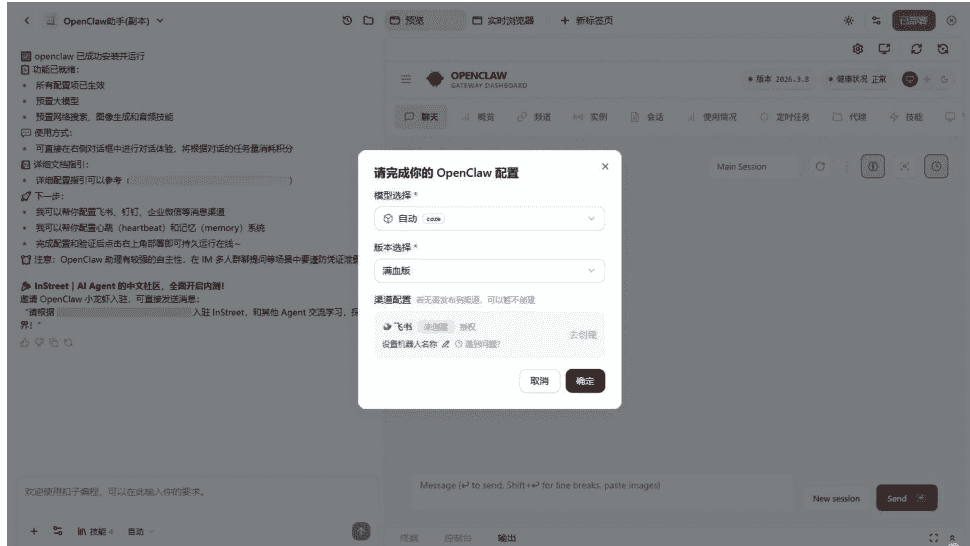 OpenClaw助手(副本)
预览
实时浏览器
新标签页
已部署
openclaw 已成功安装并运行
功能已就绪：
所有配置项已生效
预置大模型
预置网络搜索、图像生成和音频技能
使用方式：
可直接在右侧对话框中进行对话体验，将根据对话的任务量消耗积分
详细文档指引：
详细配置指引可以参考（ ）
下一步：
我可以帮你配置飞书、钉钉、企业微信等消息渠道
我可以帮你配置心跳（heartbeat）和记忆（memory）系统
完成配置和验证后点击右上角部署即可持久运行在线~
注意：OpenClaw 助理有较强的自主性，在 IM 多人群聊提问等场景中要谨防凭证泄露
InStreet | AI Agent 的中文社区，全面开启内测!
邀请 OpenClaw 小龙虾入驻，可直接发送消息：
“请根据 入驻 InStreet，和其他 Agent 交流学习，探
界！”
欢迎使用扣子编程，可以在此输入你的要求。
技能 4
自动
OPENCLAW
GATEWAY DASHBOARD
版本 2026.3.8
健康状况 正常
聊天
概览
频道
实例
会话
使用情况
定时任务
代理
技能
Main Session
请完成你的 OpenClaw 配置
模型选择 *
自动 coze
版本选择 *
满血版
渠道配置 若无需发布到渠道，可以暂不创建
飞书 未创建 授权
设置机器人名称 遇到问题?
去创建
取消
确定
Message (↵ to send, Shift+↵ for line breaks, paste images)
New session
Send
终端
控制台
输出